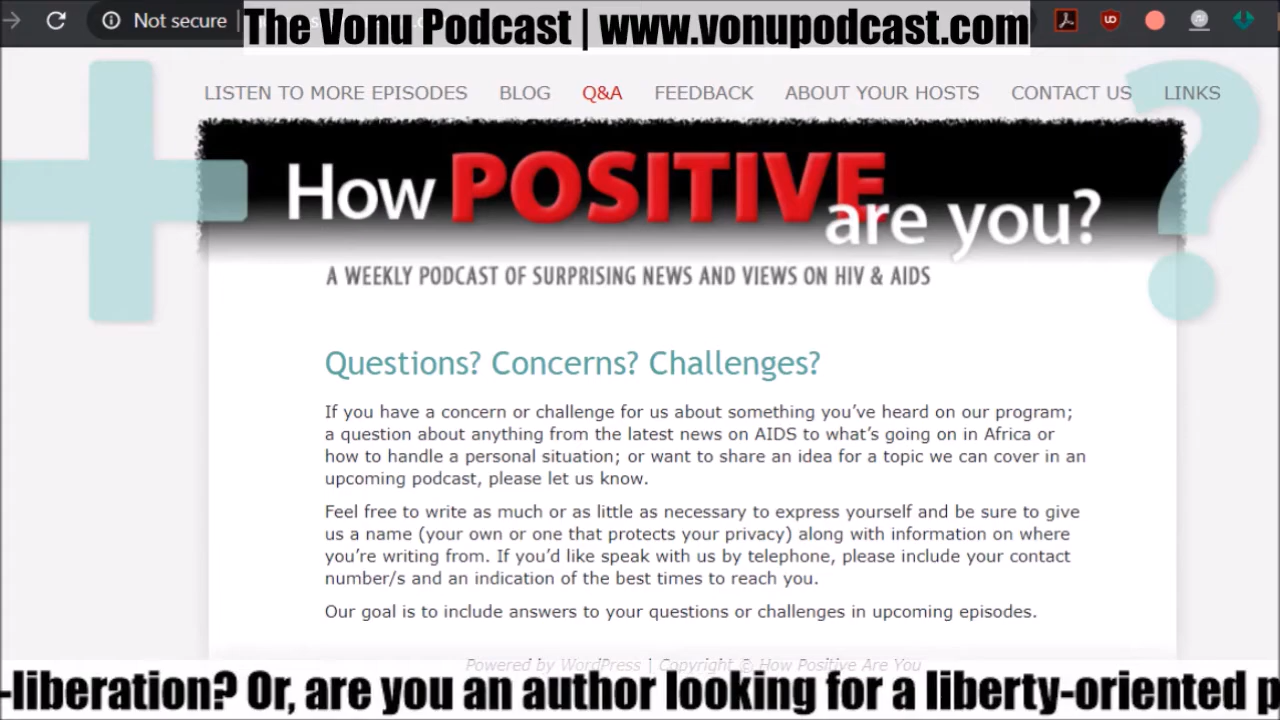 Not secure
The Vonu Podcast | www.vonupodcast.com
LISTEN TO MORE EPISODES BLOG Q&A FEEDBACK ABOUT YOUR HOSTS CONTACT US LINKS
How POSITIVE are you?
A WEEKLY PODCAST OF SURPRISING NEWS AND VIEWS ON HIV & AIDS
Questions? Concerns? Challenges?
If you have a concern or challenge for us about something you've heard on our program;
a question about anything from the latest news on AIDS to what's going on in Africa or
how to handle a personal situation; or want to share an idea for a topic we can cover in an
upcoming podcast, please let us know.
Feel free to write as much or as little as necessary to express yourself and be sure to give
us a name (your own or one that protects your privacy) along with information on where
you're writing from. If you'd like speak with us by telephone, please include your contact
number/s and an indication of the best times to reach you.
Our goal is to include answers to your questions or challenges in upcoming episodes.
Powered by WordPress | Copyright © How Positive Are You
-liberation? Or, are you an author looking for a liberty-oriented p